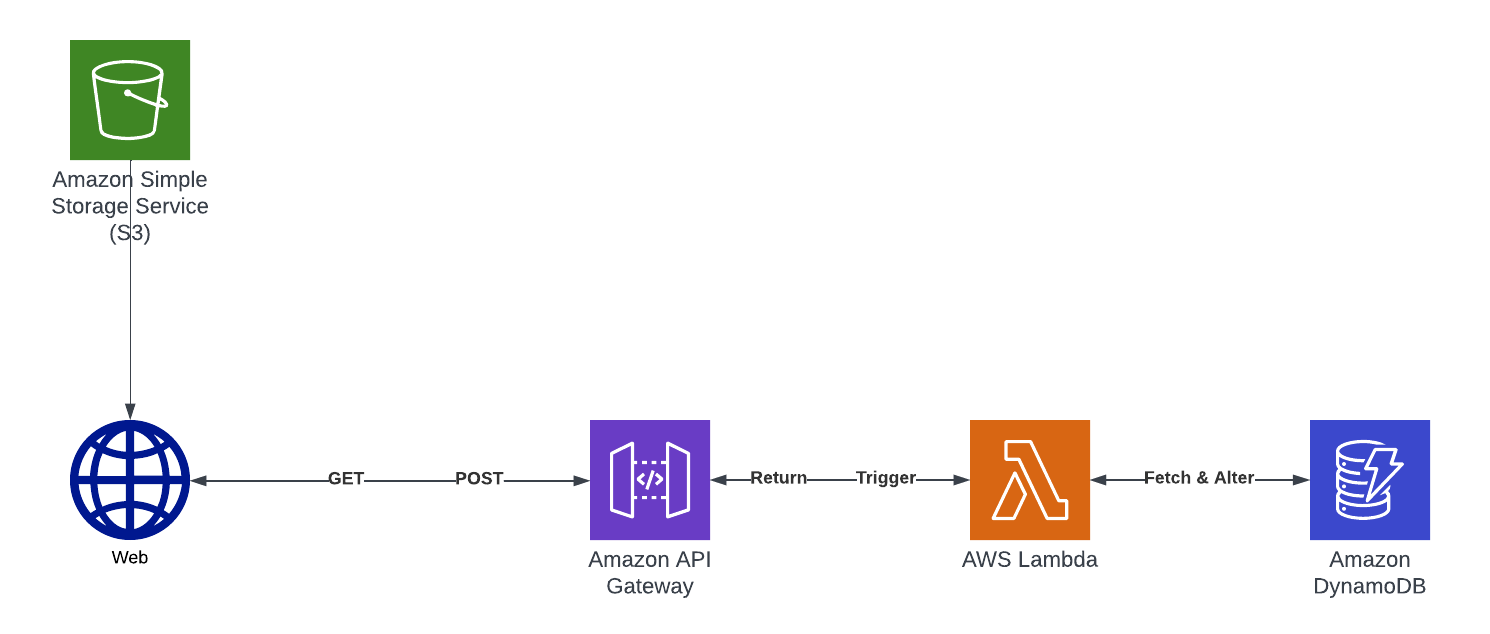 Amazon Simple
Storage Service
(S3)
GET
POST
Return
Trigger
Fetch & Alter
Web
Amazon API
Gateway
AWS Lambda
Amazon
DynamoDB